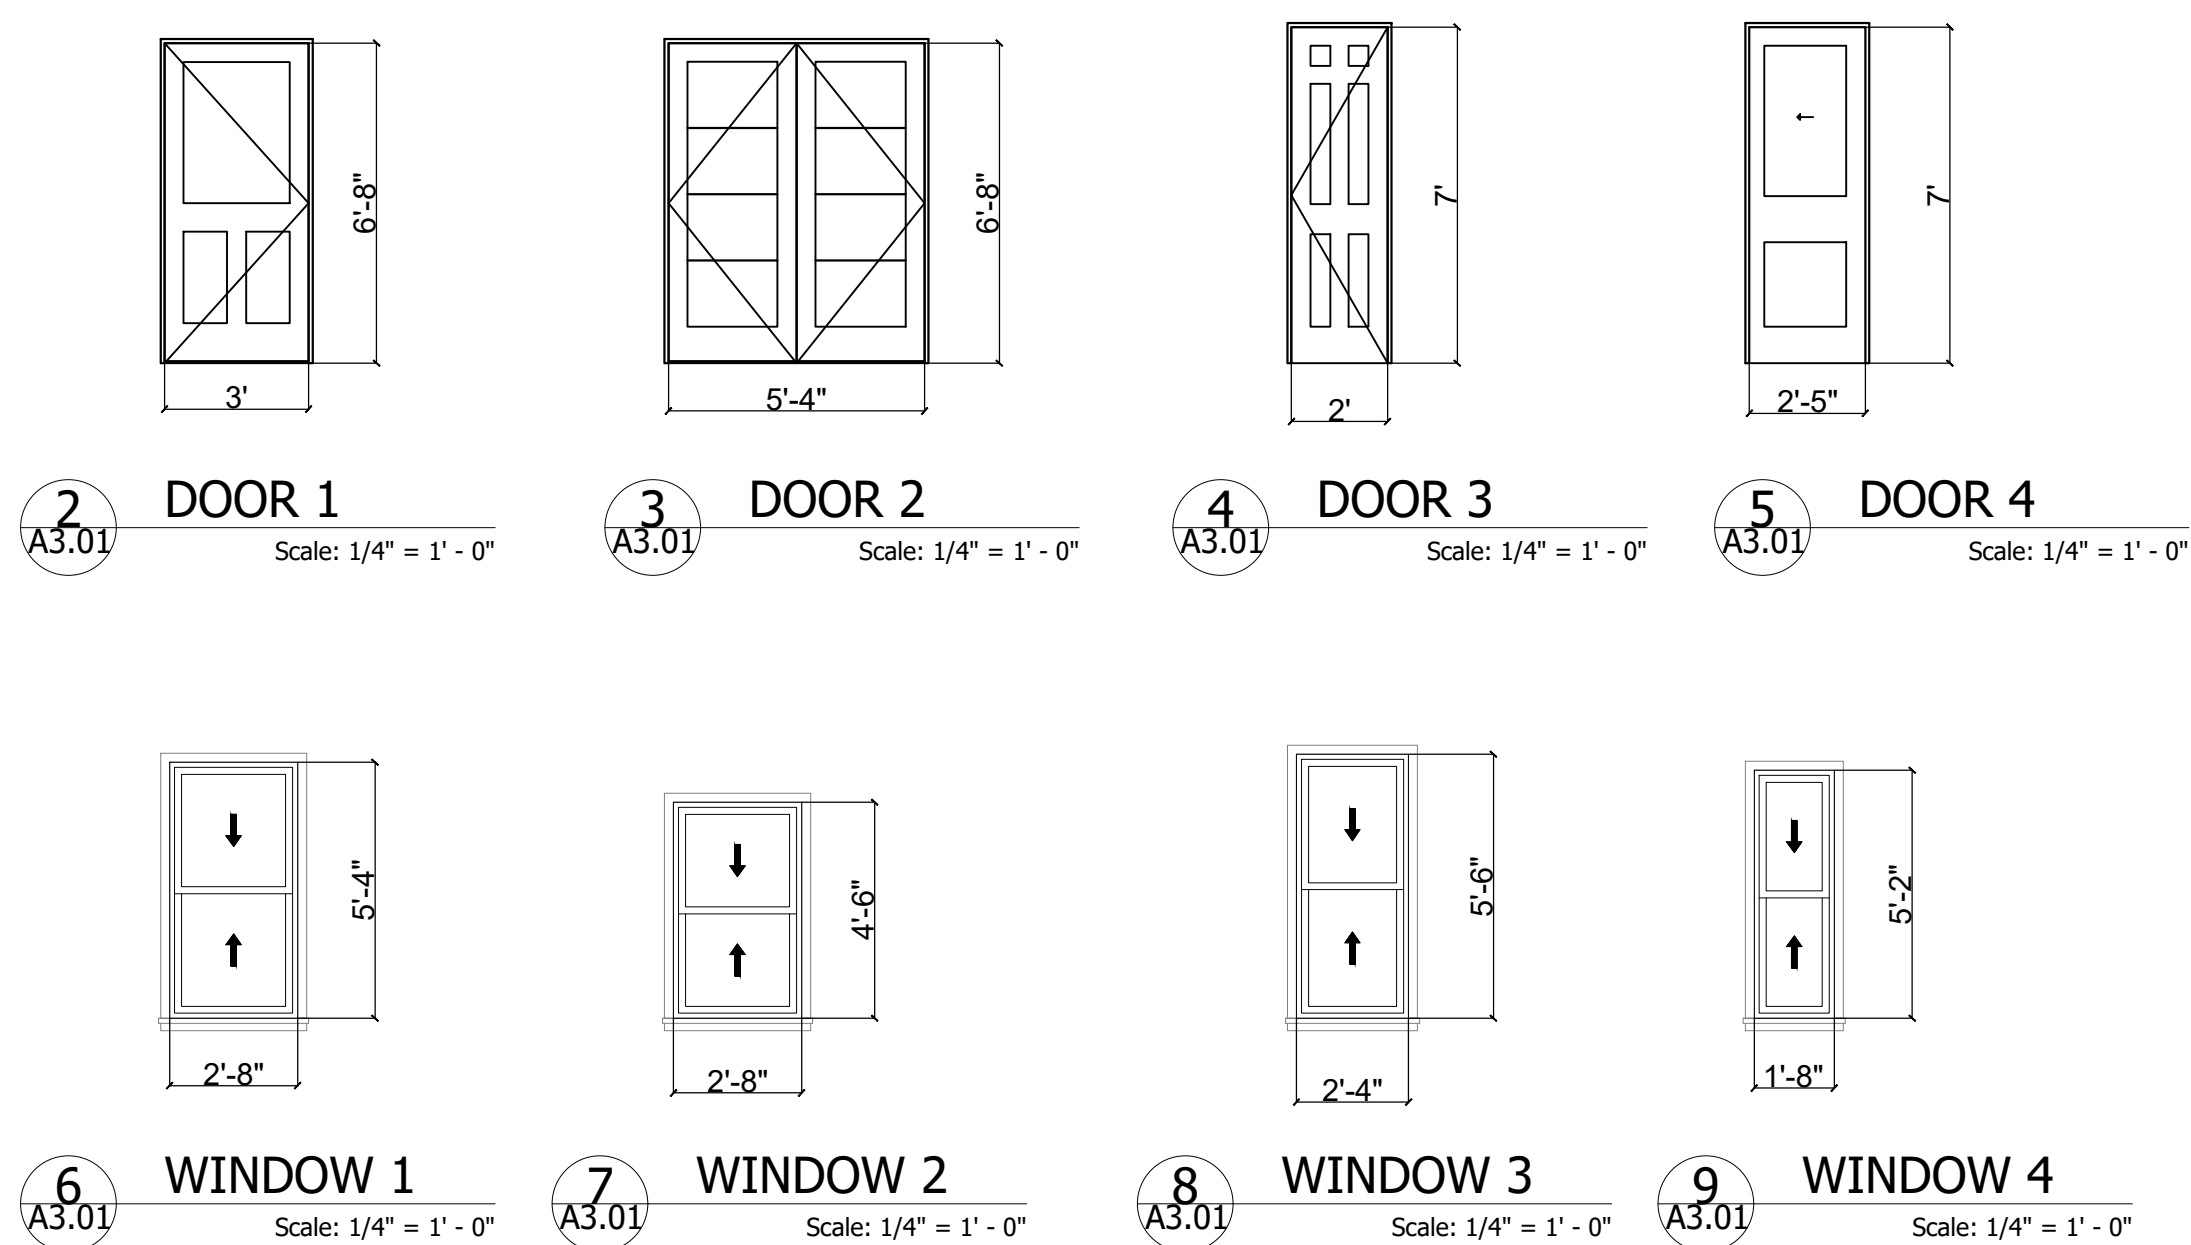 6'-8"
3'
2
A3.01
DOOR 1
Scale: 1/4" = 1' - 0"
6'-8"
5'-4"
3
A3.01
DOOR 2
Scale: 1/4" = 1' - 0"
7'
2'
4
A3.01
DOOR 3
Scale: 1/4" = 1' - 0"
7'
2'-5"
5
A3.01
DOOR 4
Scale: 1/4" = 1' - 0"
5'-4"
2'-8"
6
A3.01
WINDOW 1
Scale: 1/4" = 1' - 0"
4'-6"
2'-8"
7
A3.01
WINDOW 2
Scale: 1/4" = 1' - 0"
5'-6"
2'-4"
8
A3.01
WINDOW 3
Scale: 1/4" = 1' - 0"
5'-2"
1'-8"
9
A3.01
WINDOW 4
Scale: 1/4" = 1' - 0"